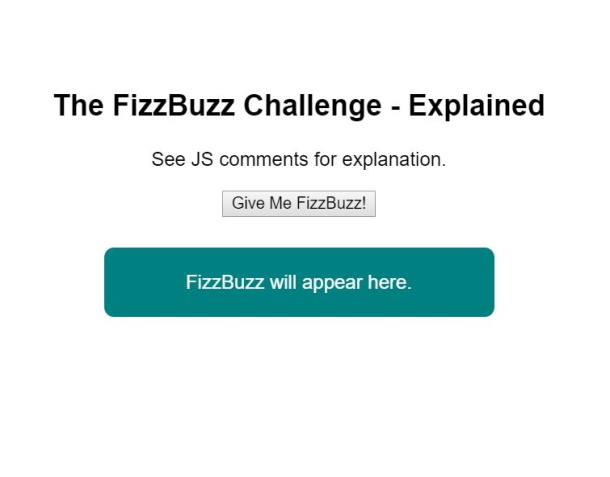 The FizzBuzz Challenge - Explained
See JS comments for explanation.
Give Me FizzBuzz!
FizzBuzz will appear here.